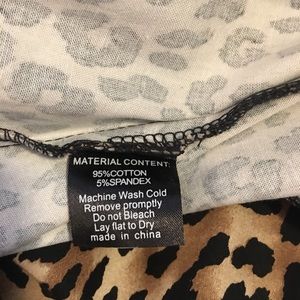 MATERIAL CONTENT:
95%COTTON
5%SPANDEX
Machine Wash Cold
Remove promptly
Do not Bleach
Lay flat to Dry
made in china